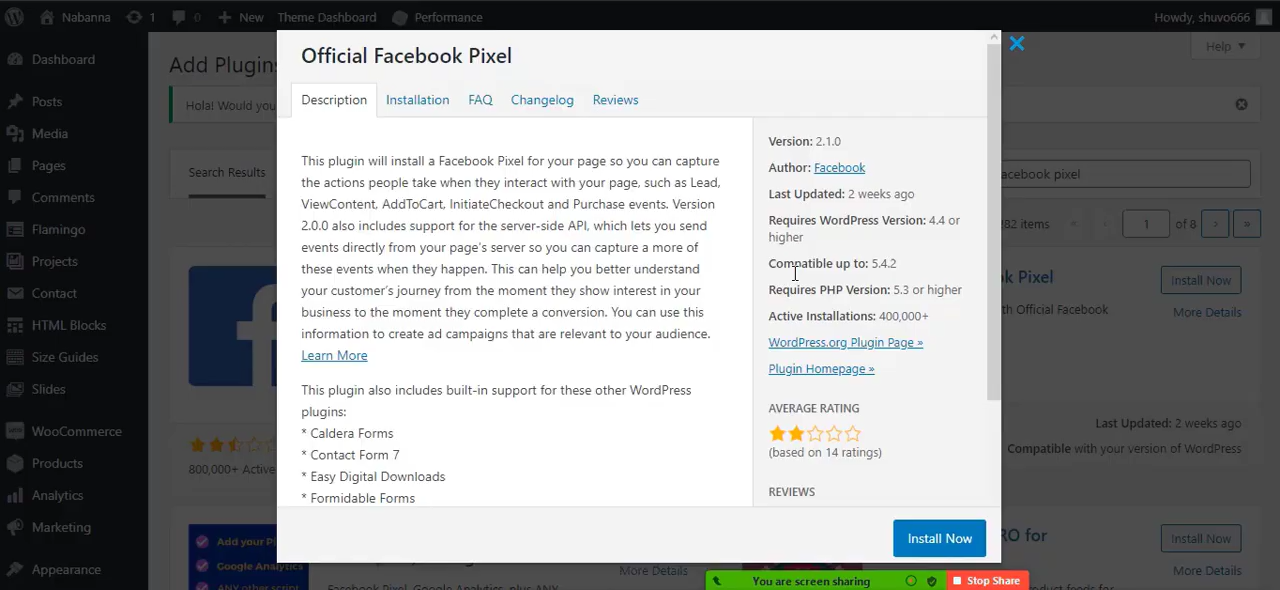 Nabanna
1
0
New
Theme Dashboard
Performance
Howdy, shuvo666
Dashboard
Posts
Media
Pages
Comments
Flamingo
Projects
Contact
HTML Blocks
Size Guides
Slides
WooCommerce
Products
Analytics
Marketing
Appearance
Add Plugins
Help
Hola! Would you
Search Results
acebook pixel
282 items
«
‹
1
of 8
›
»
k Pixel
Install Now
th Official Facebook
More Details
800,000+ Active
Last Updated: 2 weeks ago
Compatible with your version of WordPress
Add your Pi
Google Analytics
ANY other script
Facebook Pixel, Google Analytics, plus ANY
More Details
RO for
Install Now
roduct feeds for
More Details
Official Facebook Pixel
Description
Installation
FAQ
Changelog
Reviews
This plugin will install a Facebook Pixel for your page so you can capture
the actions people take when they interact with your page, such as Lead,
ViewContent, AddToCart, InitiateCheckout and Purchase events. Version
2.0.0 also includes support for the server-side API, which lets you send
events directly from your page's server so you can capture a more of
these events when they happen. This can help you better understand
your customer's journey from the moment they show interest in your
business to the moment they complete a conversion. You can use this
information to create ad campaigns that are relevant to your audience.
Learn More
This plugin also includes built-in support for these other WordPress
plugins:
* Caldera Forms
* Contact Form 7
* Easy Digital Downloads
* Formidable Forms
Version: 2.1.0
Author: Facebook
Last Updated: 2 weeks ago
Requires WordPress Version: 4.4 or
higher
Compatible up to: 5.4.2
Requires PHP Version: 5.3 or higher
Active Installations: 400,000+
WordPress.org Plugin Page »
Plugin Homepage »
AVERAGE RATING
(based on 14 ratings)
REVIEWS
Install Now
You are screen sharing
Stop Share